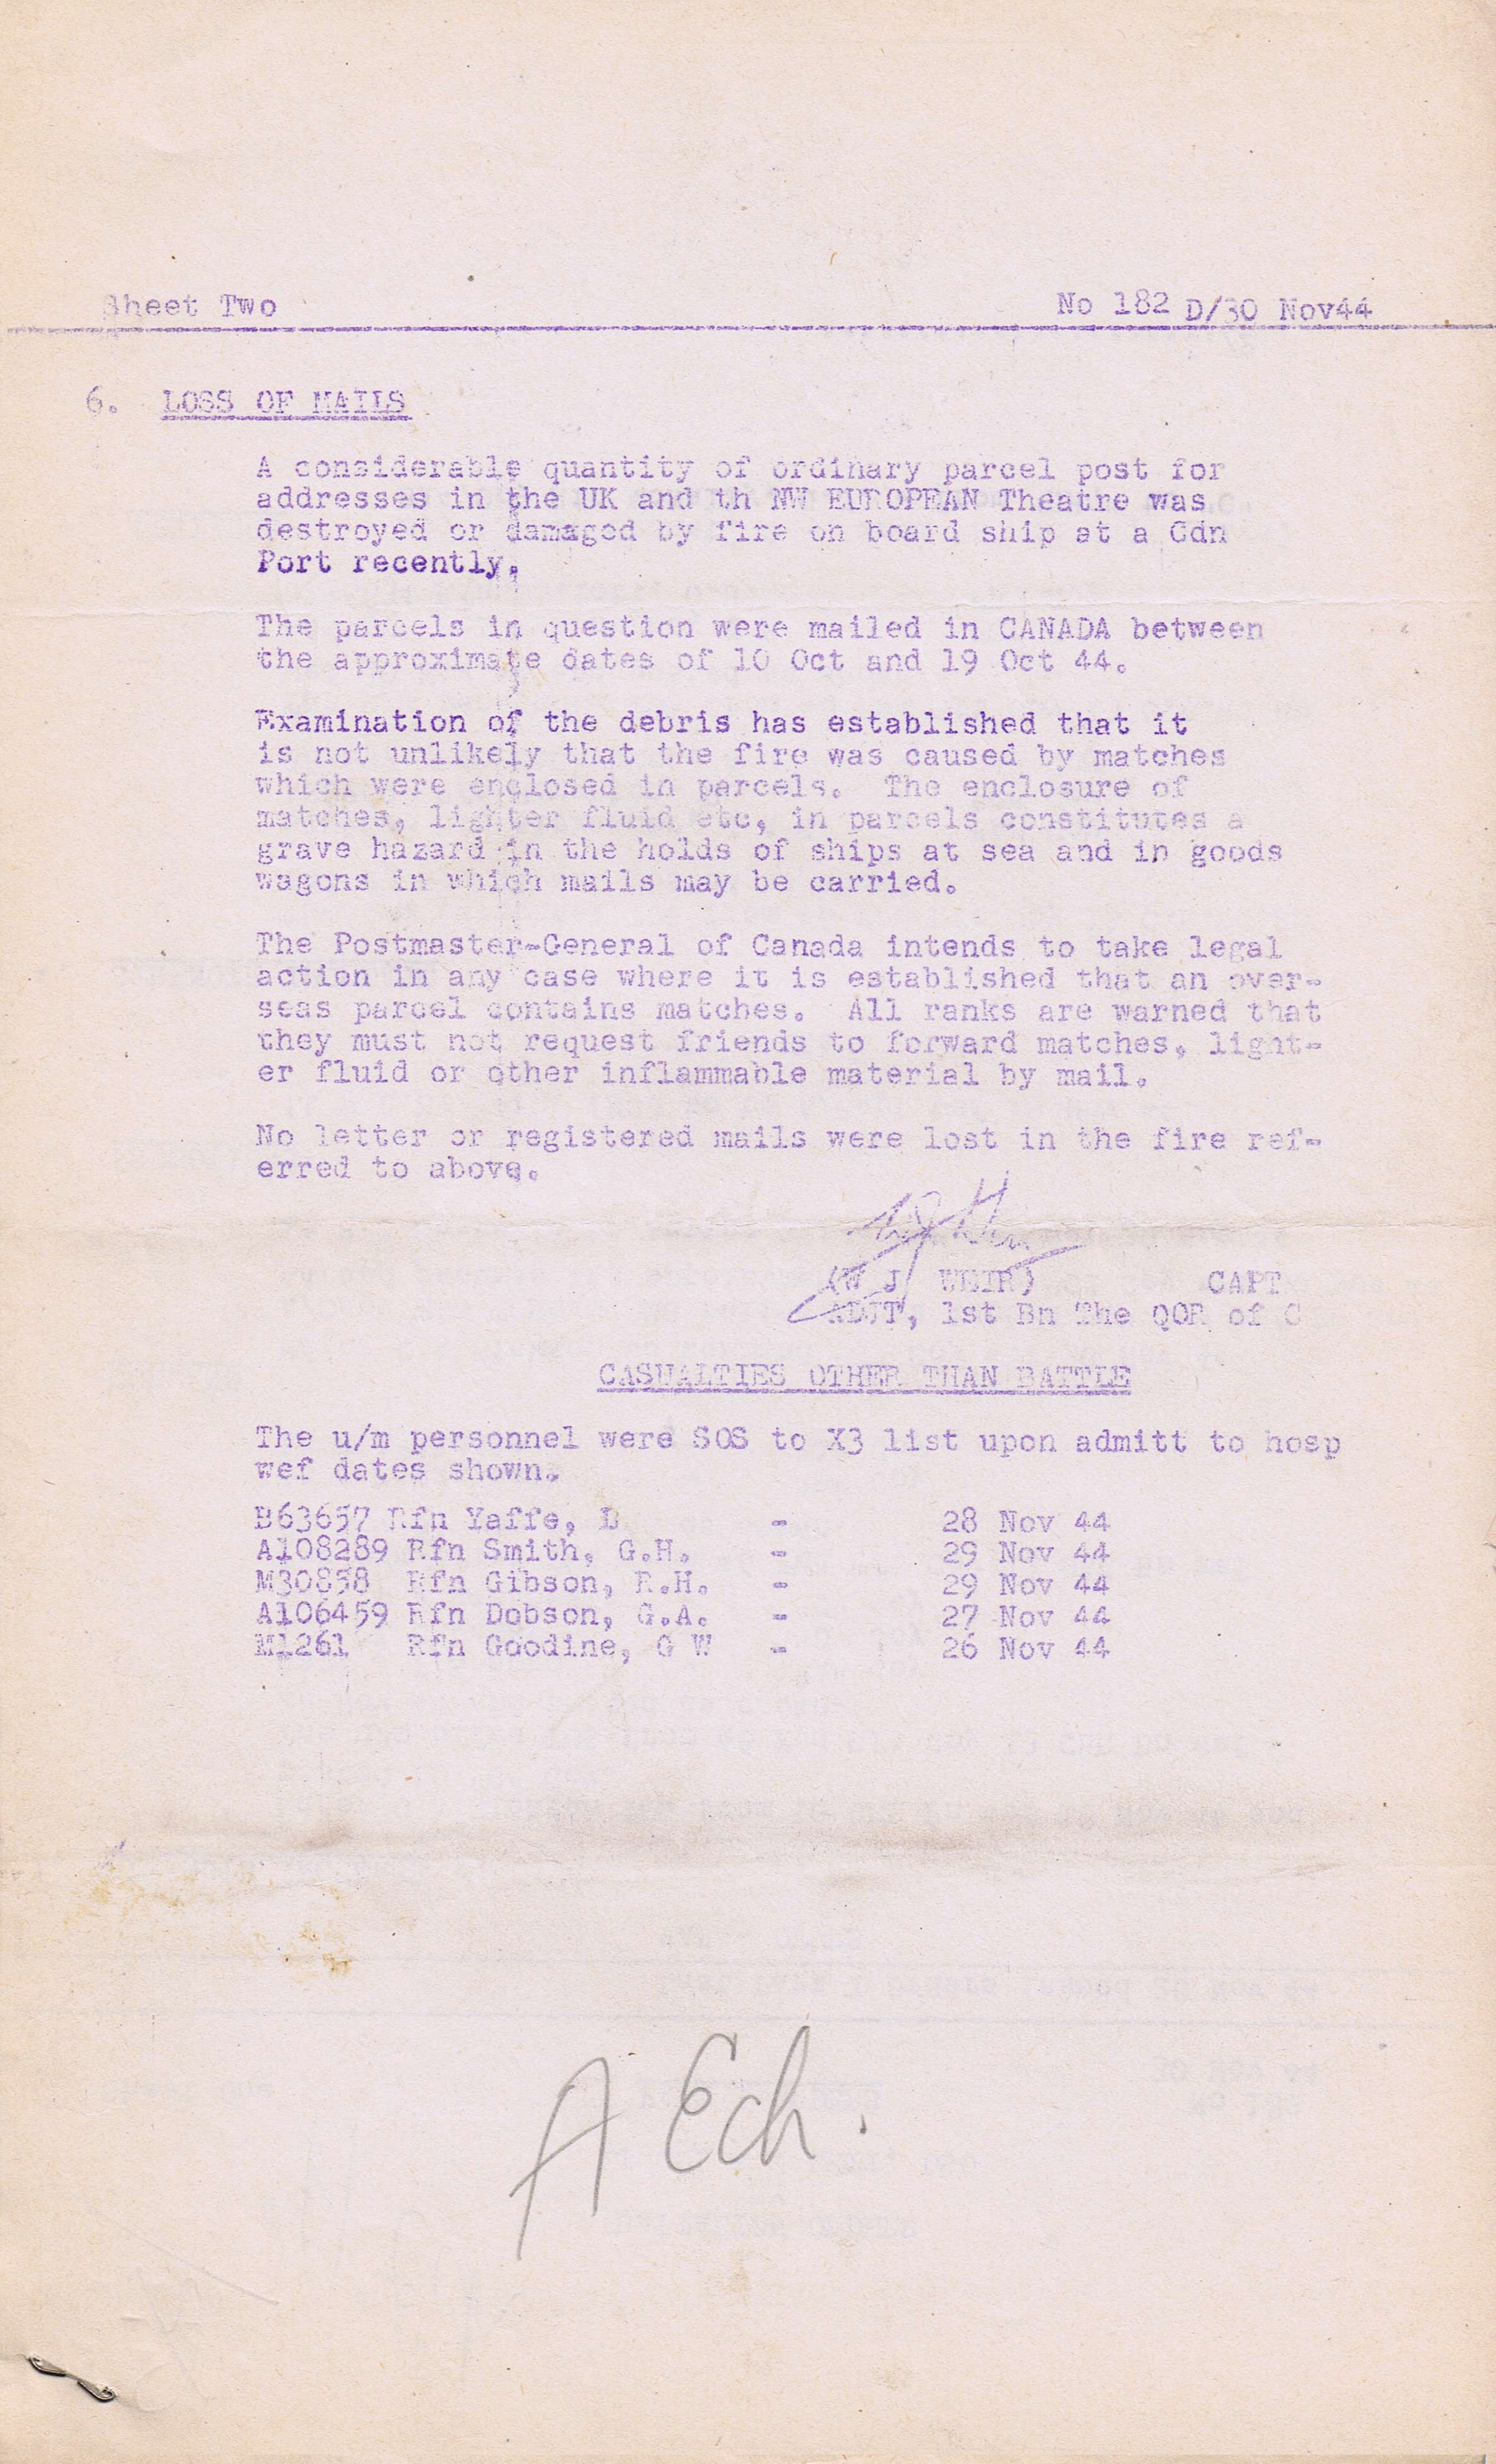 Sheet Two No 182 D/30 Nov44
6. LOSS OF MAILS
A considerable quantity of ordinary parcel post for
addresses in the UK and th NW EUROPEAN Theatre was
destroyed or damaged by fire on board ship at a Cdn
Port recently.
The parcels in question were mailed in CANADA between
the approximate dates of 10 Oct and 19 Oct 44.
Examination of the debris has established that it
is not unlikely that the fire was caused by matches
which were enclosed in parcels. The enclosure of
matches, lighter fluid etc, in parcels constitutes a
grave hazard in the holds of ships at sea and in goods
wagons in which mails may be carried.
The Postmaster-General of Canada intends to take legal
action in any case where it is established that an over-
seas parcel contains matches. All ranks are warned that
they must not request friends to forward matches, light-
er fluid or other inflammable material by mail.
No letter or registered mails were lost in the fire ref-
erred to above.
(W J WEIR) CAPT
ADJT, 1st Bn The QOR of C
CASUALTIES OTHER THAN BATTLE
The u/m personnel were SOS to X3 list upon admitt to hosp
wef dates shown.
B63657 Rfn Yaffe, B - 28 Nov 44
A108289 Rfn Smith, G.H. - 29 Nov 44
M30858 Rfn Gibson, R.H. - 29 Nov 44
A106459 Rfn Dobson, G.A. - 27 Nov 44
M1261 Rfn Goodine, G W - 26 Nov 44
A Ech.